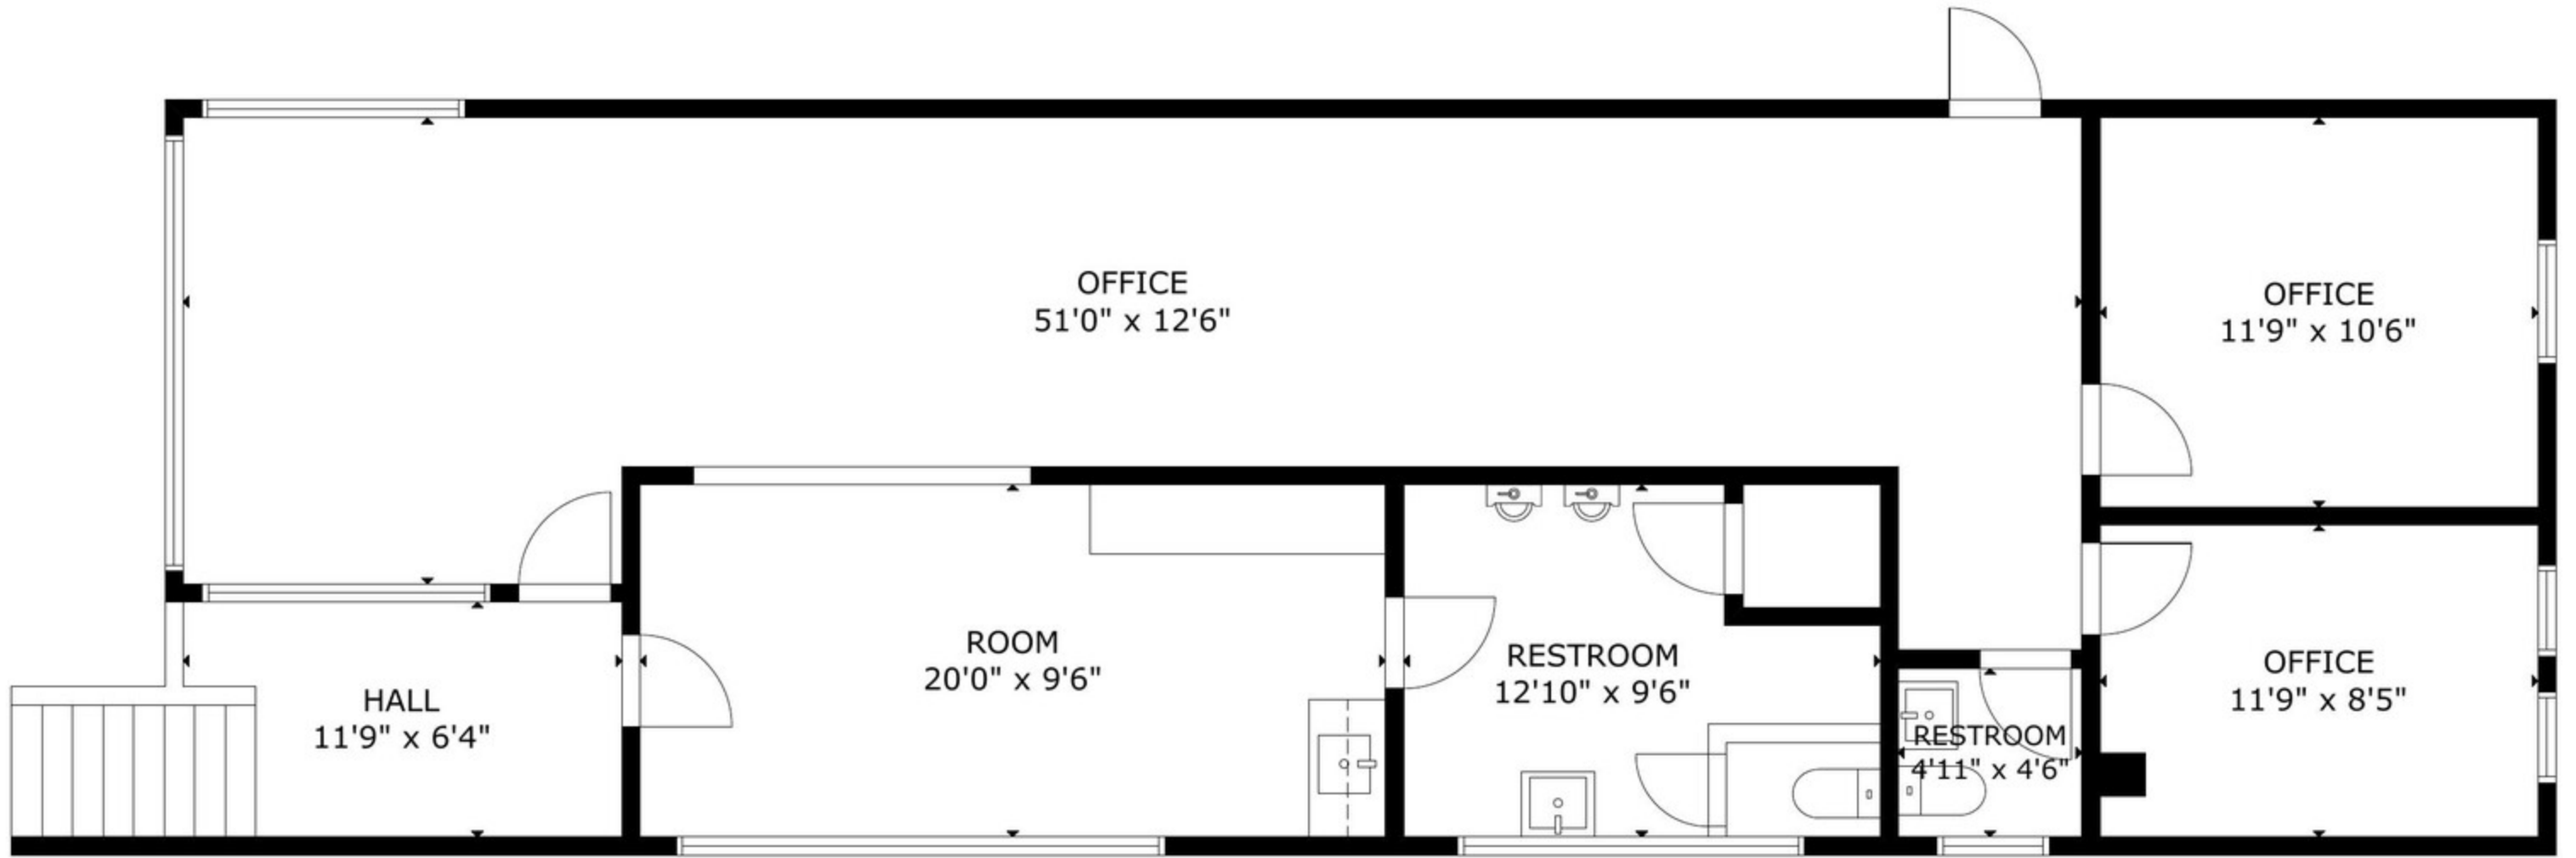 OFFICE
51'0" x 12'6"
OFFICE
11'9" x 10'6"
ROOM
20'0" x 9'6"
RESTROOM
12'10" x 9'6"
OFFICE
11'9" x 8'5"
HALL
11'9" x 6'4"
RESTROOM
4'11" x 4'6"